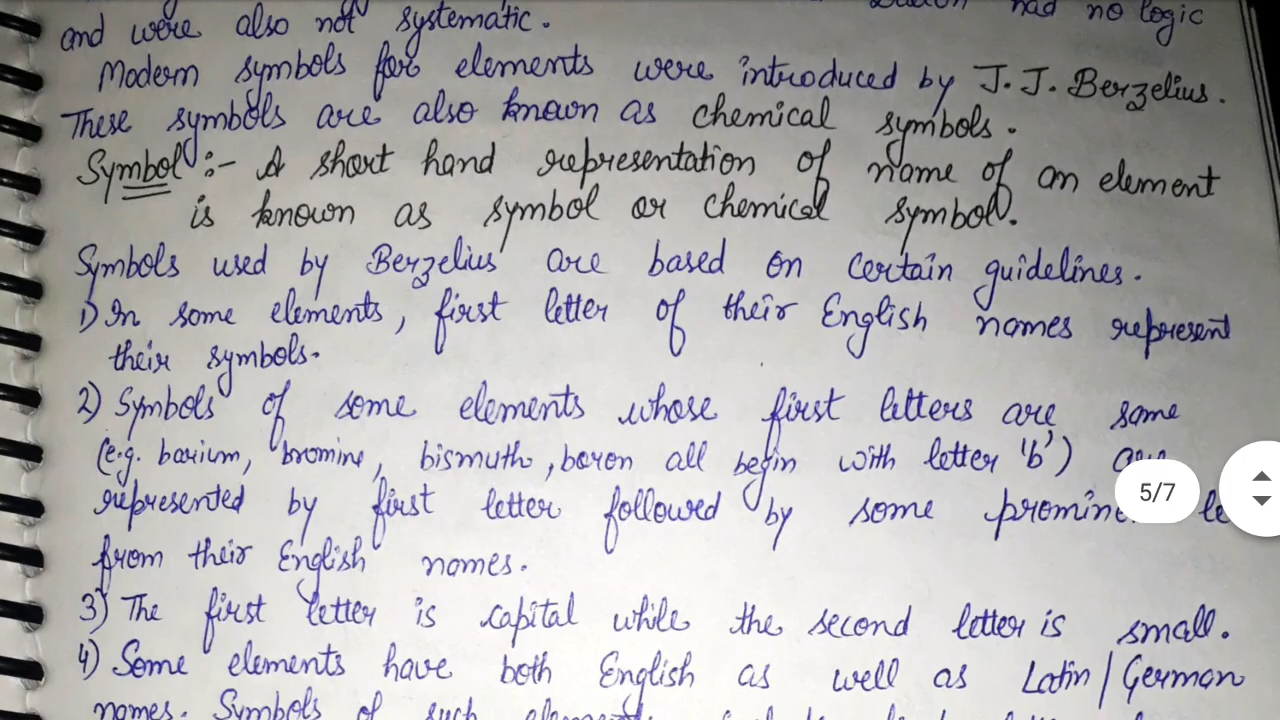 had no logic
and were also not systematic.
Modern symbols for elements were introduced by J. J. Berzelius.
These symbols are also known as chemical symbols.
Symbol :- A short hand representation of name of an element
is known as symbol or chemical symbol.
Symbols used by Berzelius are based on certain guidelines.
1) In some elements, first letter of their English names represent
their symbols.
2) Symbols of some elements whose first letters are same
(e.g. barium, bromine, bismuth, boron all begin with letter 'b') are
5/7
represented by first letter followed by some
from their English names.
3) The first letter is capital while the second letter is small.
4) Some elements have both English as well as Latin/German
names. Symbols of such